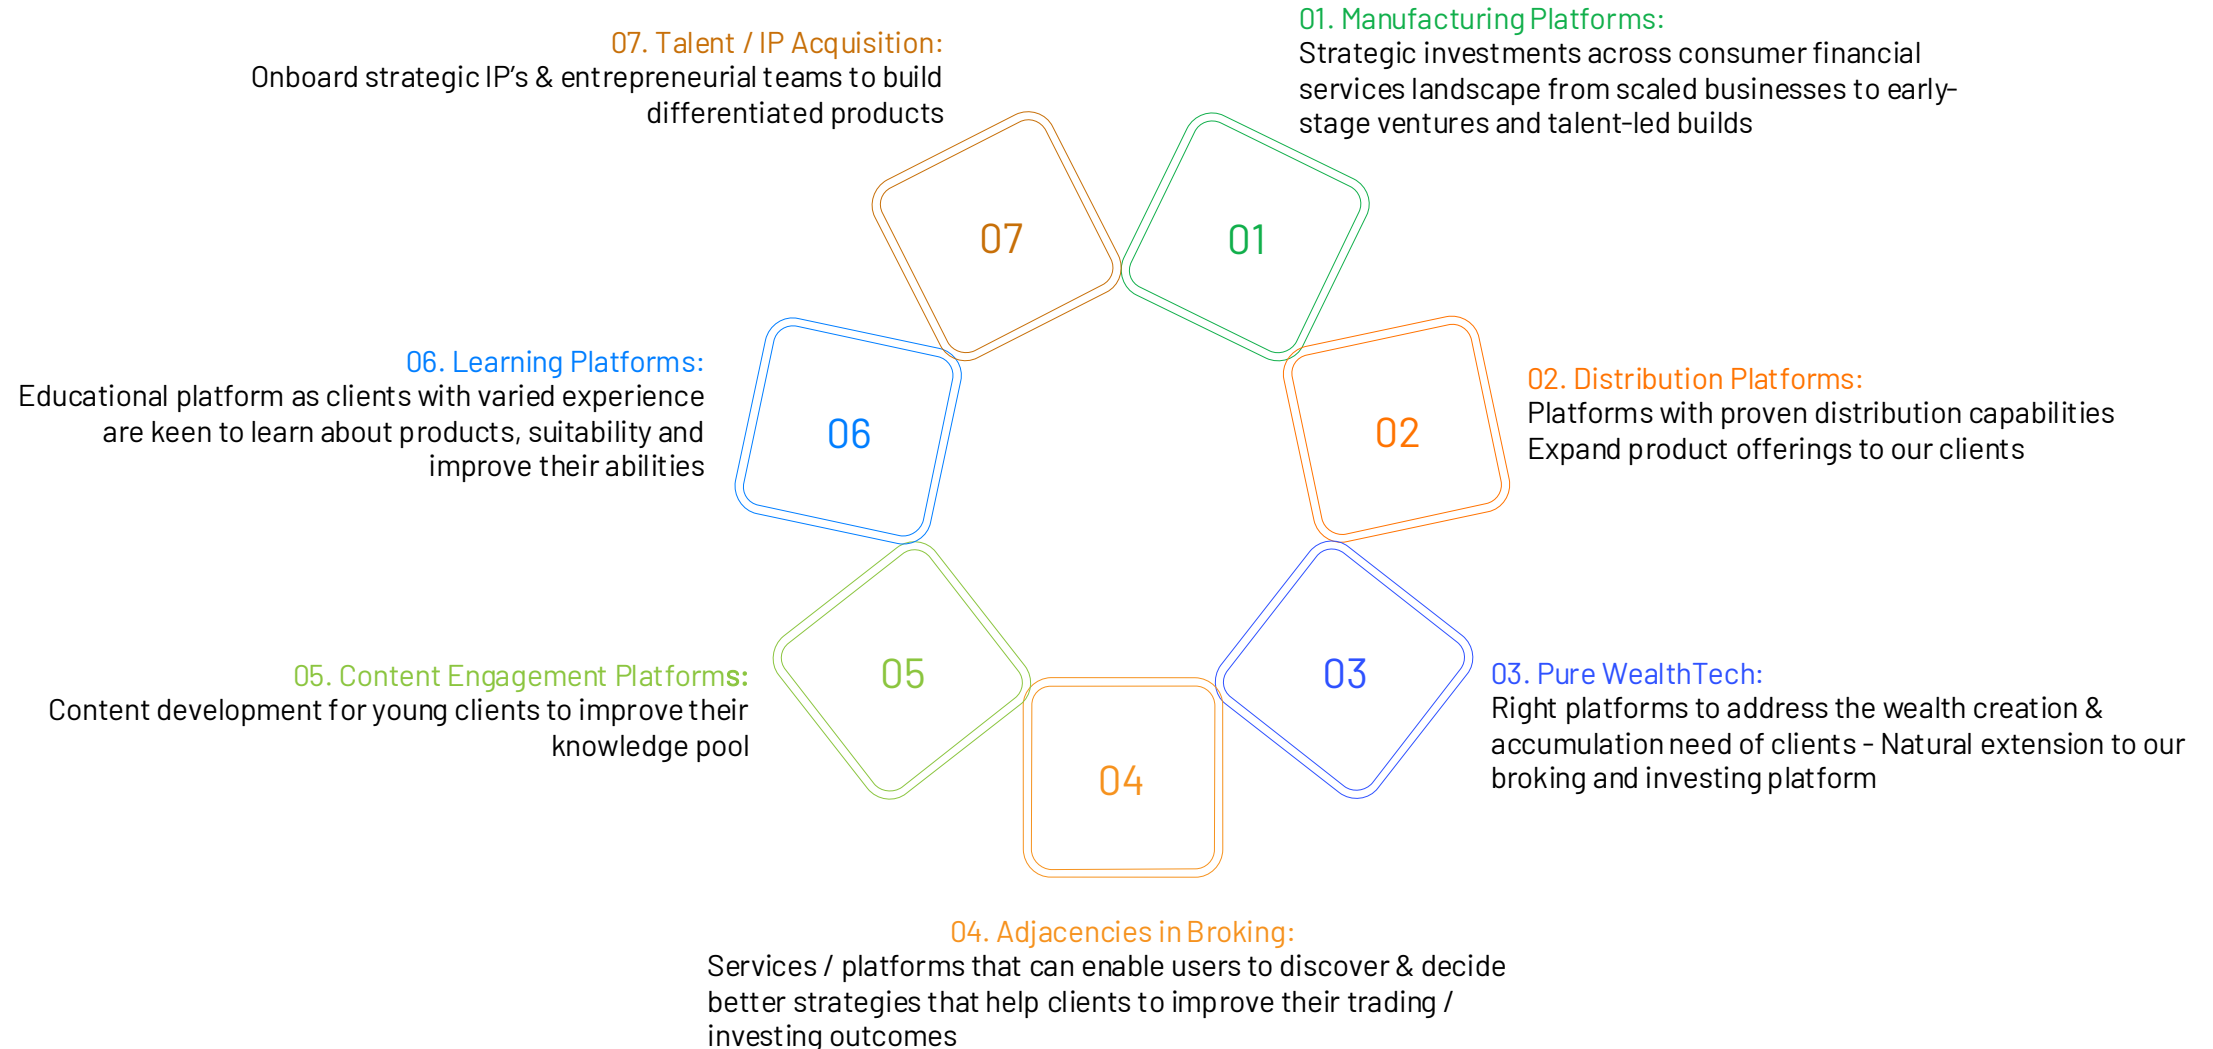 01. Manufacturing Platforms:
Strategic investments across consumer financial
services landscape from scaled businesses to early-
stage ventures and talent-led builds
02. Distribution Platforms:
Platforms with proven distribution capabilities
Expand product offerings to our clients
03. Pure WealthTech:
Right platforms to address the wealth creation &
accumulation need of clients - Natural extension to our
broking and investing platform
04. Adjacencies in Broking:
Services / platforms that can enable users to discover & decide
better strategies that help clients to improve their trading /
investing outcomes
05. Content Engagement Platforms:
Content development for young clients to improve their
knowledge pool
06. Learning Platforms:
Educational platform as clients with varied experience
are keen to learn about products, suitability and
improve their abilities
07. Talent / IP Acquisition:
Onboard strategic IP’s & entrepreneurial teams to build
differentiated products
01
02
03
04
05
06
07